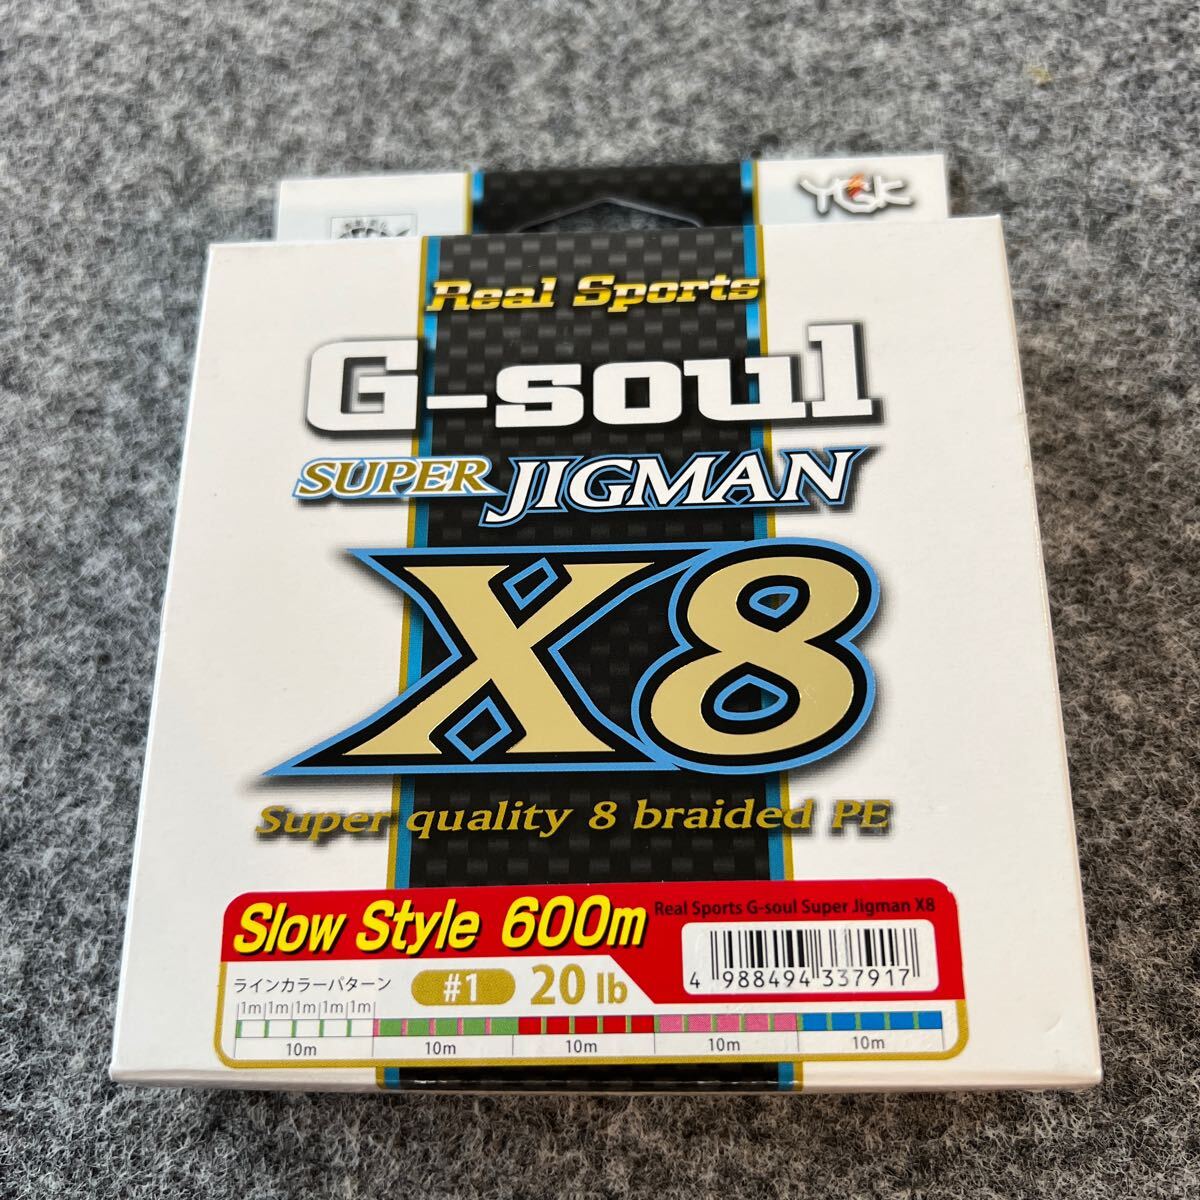 YGK
Real Sports
G-soul
SUPER JIGMAN
X8
Super quality 8 braided PE
Slow Style 600m
Real Sports G-soul Super Jigman X8
ラインカラーパターン
#1 20 lb
4 988494 337917
1m 1m 1m 1m 1m
10m 10m 10m 10m 10m